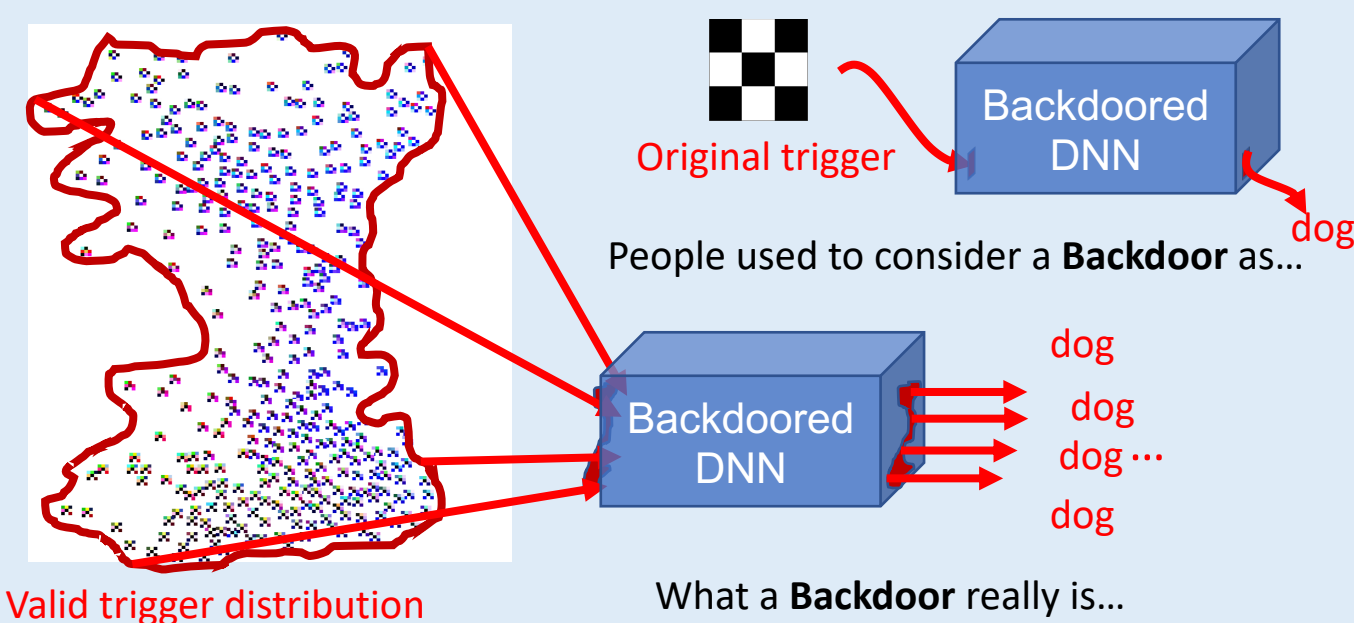 Original trigger
Backdoored
DNN
dog
People used to consider a Backdoor as...
Valid trigger distribution
Backdoored
DNN
dog
dog
dog ...
dog
What a Backdoor really is...